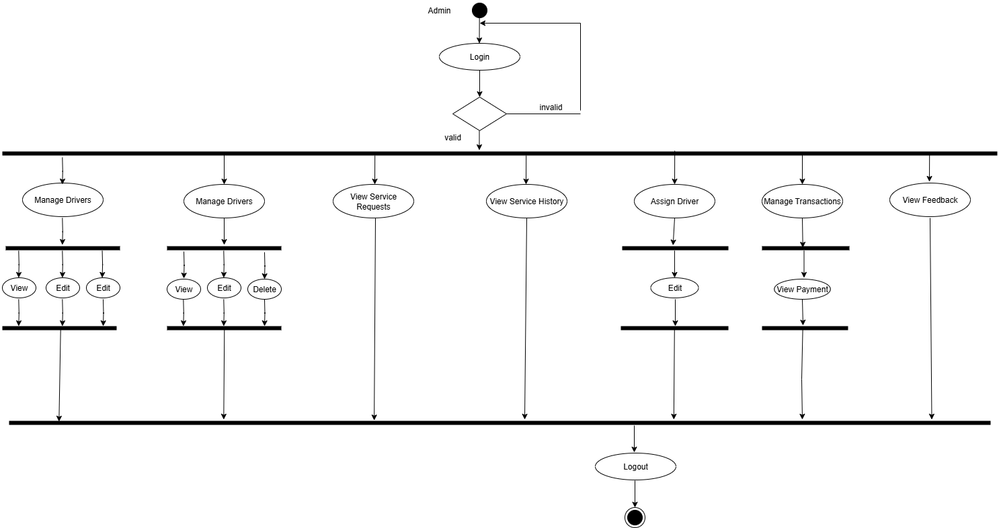 Admin
Login
invalid
valid
Manage Drivers
Manage Drivers
View Service
Requests
View Service History
Assign Driver
Manage Transactions
View Feedback
View
Edit
Edit
View
Edit
Delete
Edit
View Payment
Logout